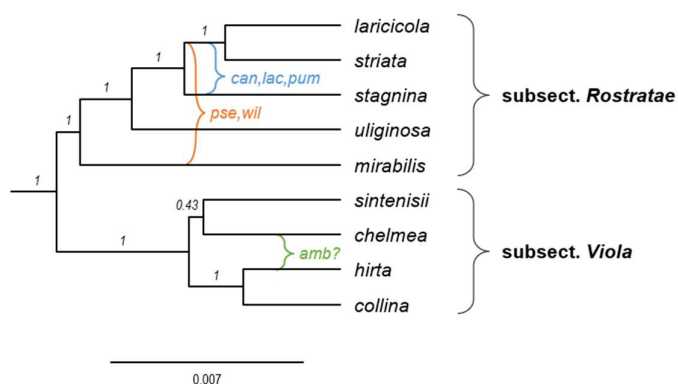 laricicola
1
striata
1
can,lac,pum
stagnina
subsect. Rostratae
1
pse,wil
uliginosa
1
mirabilis
1
0.43
sintenisii
chelmea
1
amb?
subsect. Viola
hirta
1
collina
0.007